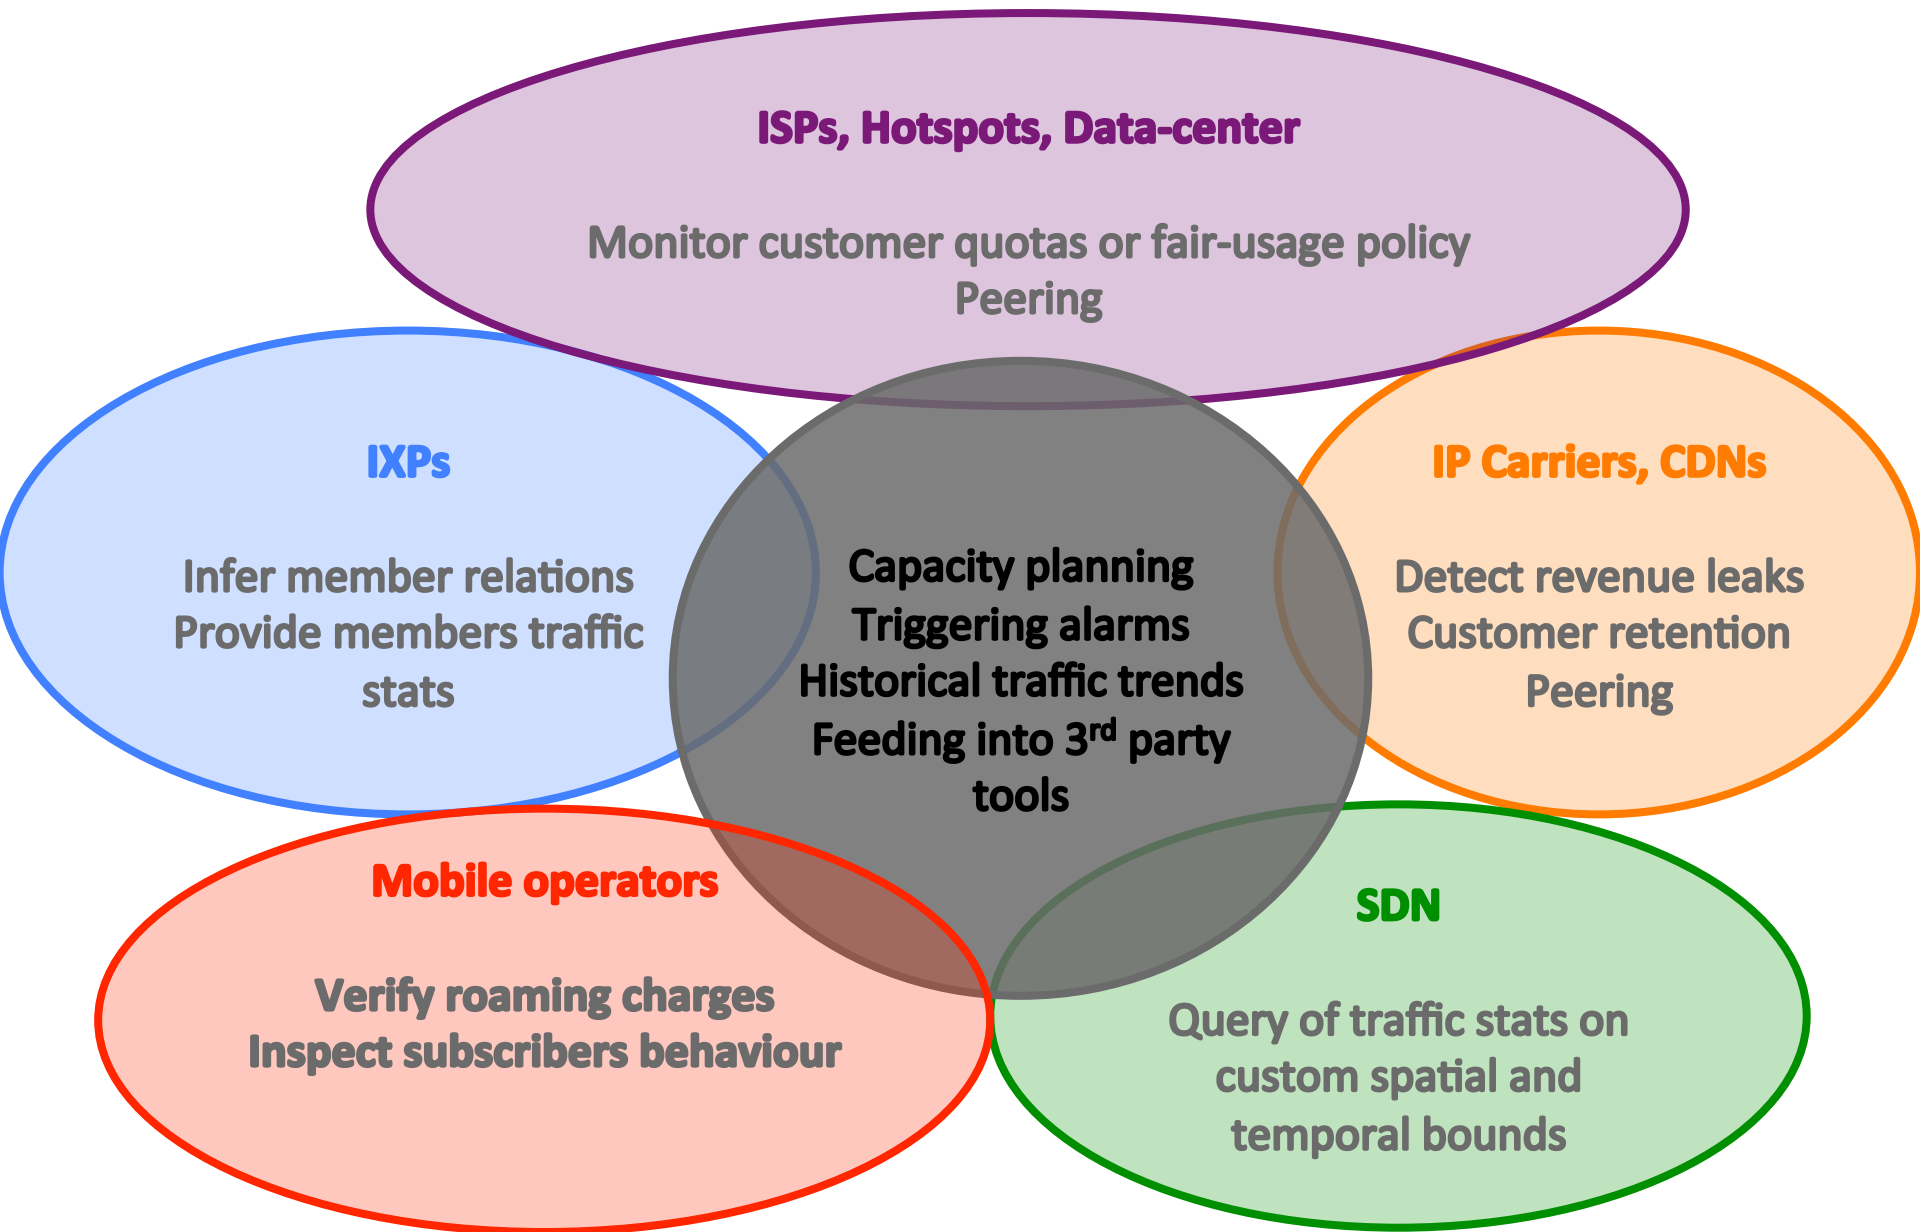 ISPs, Hotspots, Data-center
Monitor customer quotas or fair-usage policy
Peering
IXPs
Infer member relations
Provide members traffic
stats
Capacity planning
Triggering alarms
Historical traffic trends
Feeding into 3rd party
tools
IP Carriers, CDNs
Detect revenue leaks
Customer retention
Peering
Mobile operators
Verify roaming charges
Inspect subscribers behaviour
SDN
Query of traffic stats on
custom spatial and
temporal bounds